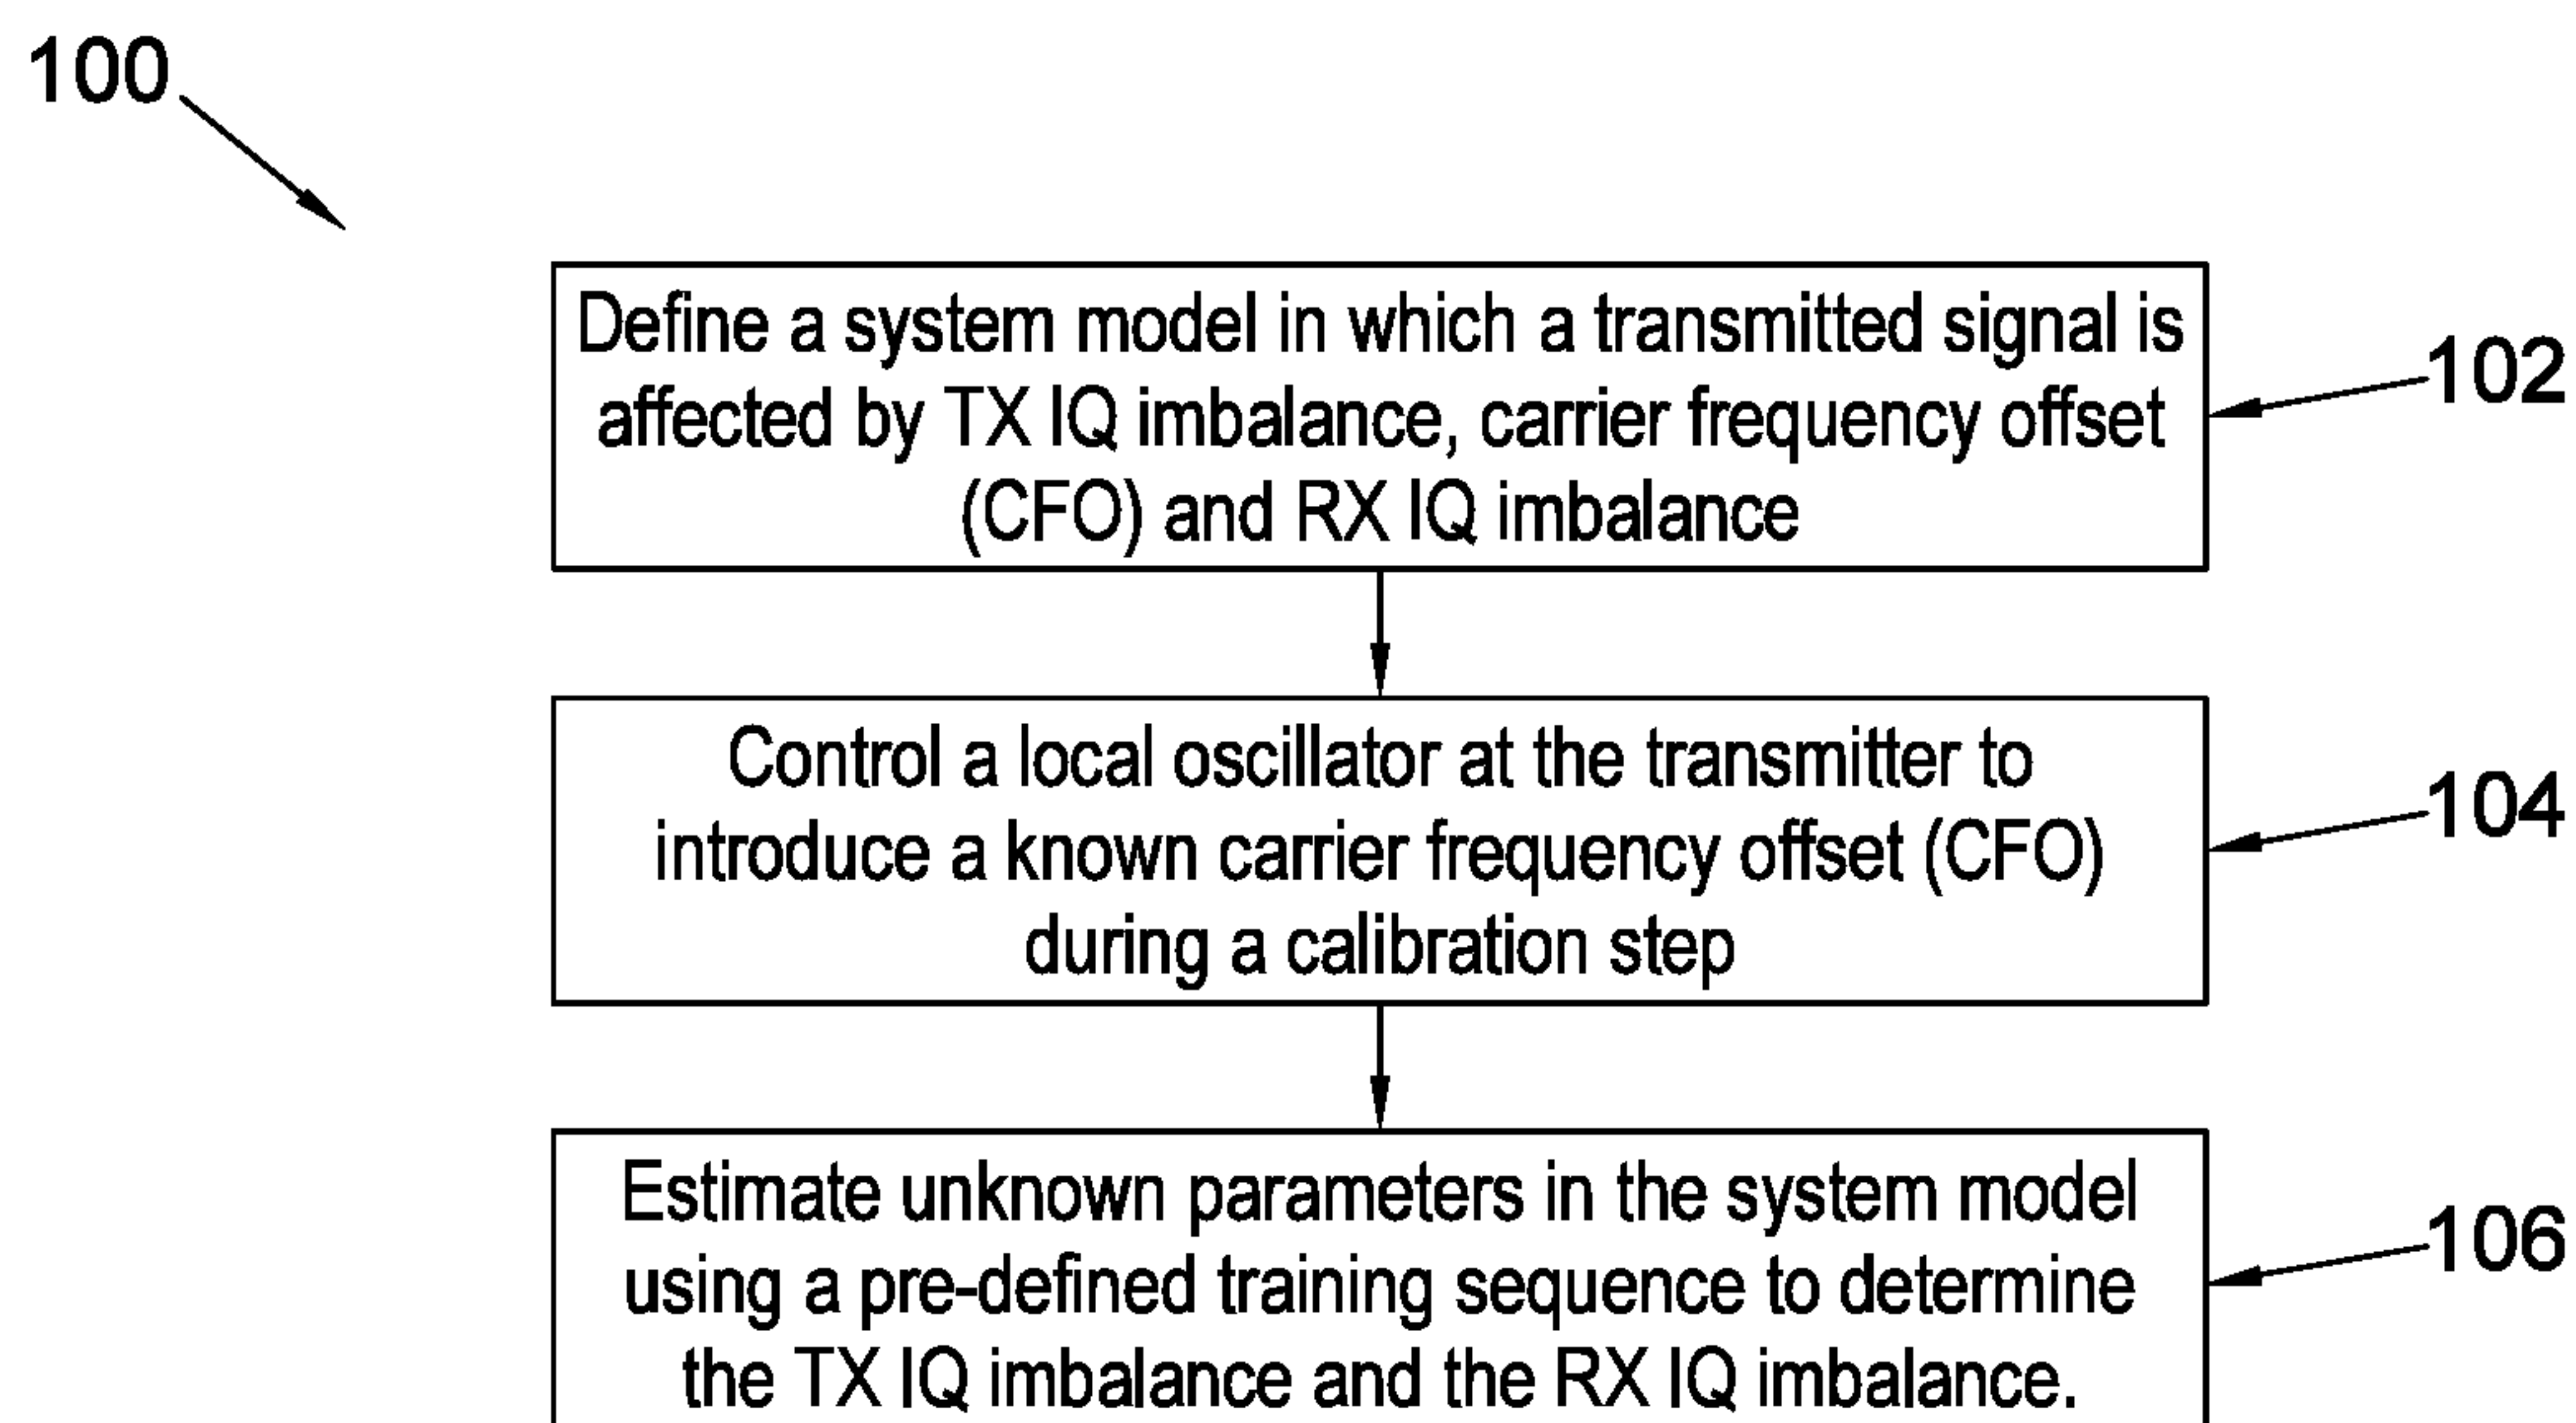 100
Define a system model in which a transmitted signal is
affected by TX IQ imbalance, carrier frequency offset
(CFO) and RX IQ imbalance
102
Control a local oscillator at the transmitter to
introduce a known carrier frequency offset (CFO)
during a calibration step
104
Estimate unknown parameters in the system model
using a pre-defined training sequence to determine
the TX IQ imbalance and the RX IQ imbalance.
106